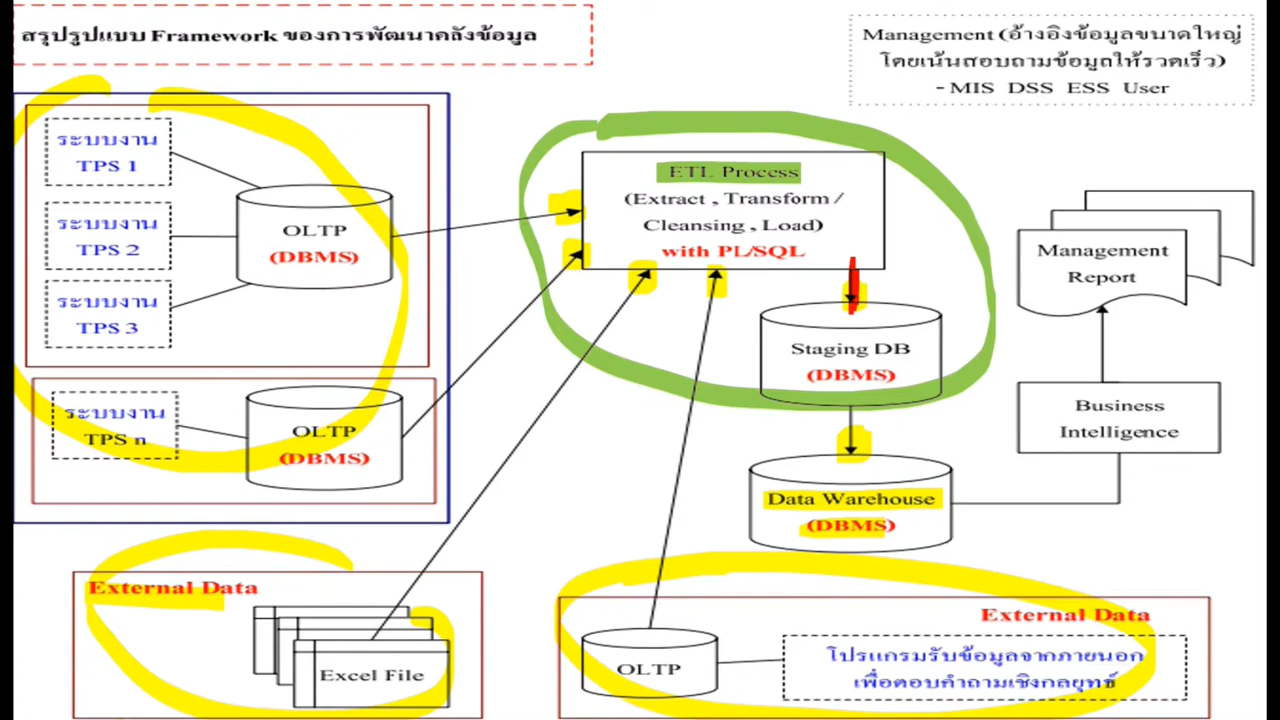 สรุปรูปแบบ Framework ของการพัฒนาคลังข้อมูล
Management (อ้างอิงข้อมูลขนาดใหญ่
โดยเน้นสอบถามข้อมูลให้รวดเร็ว)
- MIS DSS ESS User
ระบบงาน
TPS 1
ระบบงาน
TPS 2
ระบบงาน
TPS 3
OLTP
(DBMS)
ระบบงาน
TPS n
OLTP
(DBMS)
ETL Process
(Extract , Transform /
Cleansing , Load)
with PL/SQL
Staging DB
(DBMS)
Data Warehouse
(DBMS)
Management
Report
Business
Intelligence
External Data
Excel File
External Data
OLTP
โปรแกรมรับข้อมูลจากภายนอก
เพื่อตอบคำถามเชิงกลยุทธ์